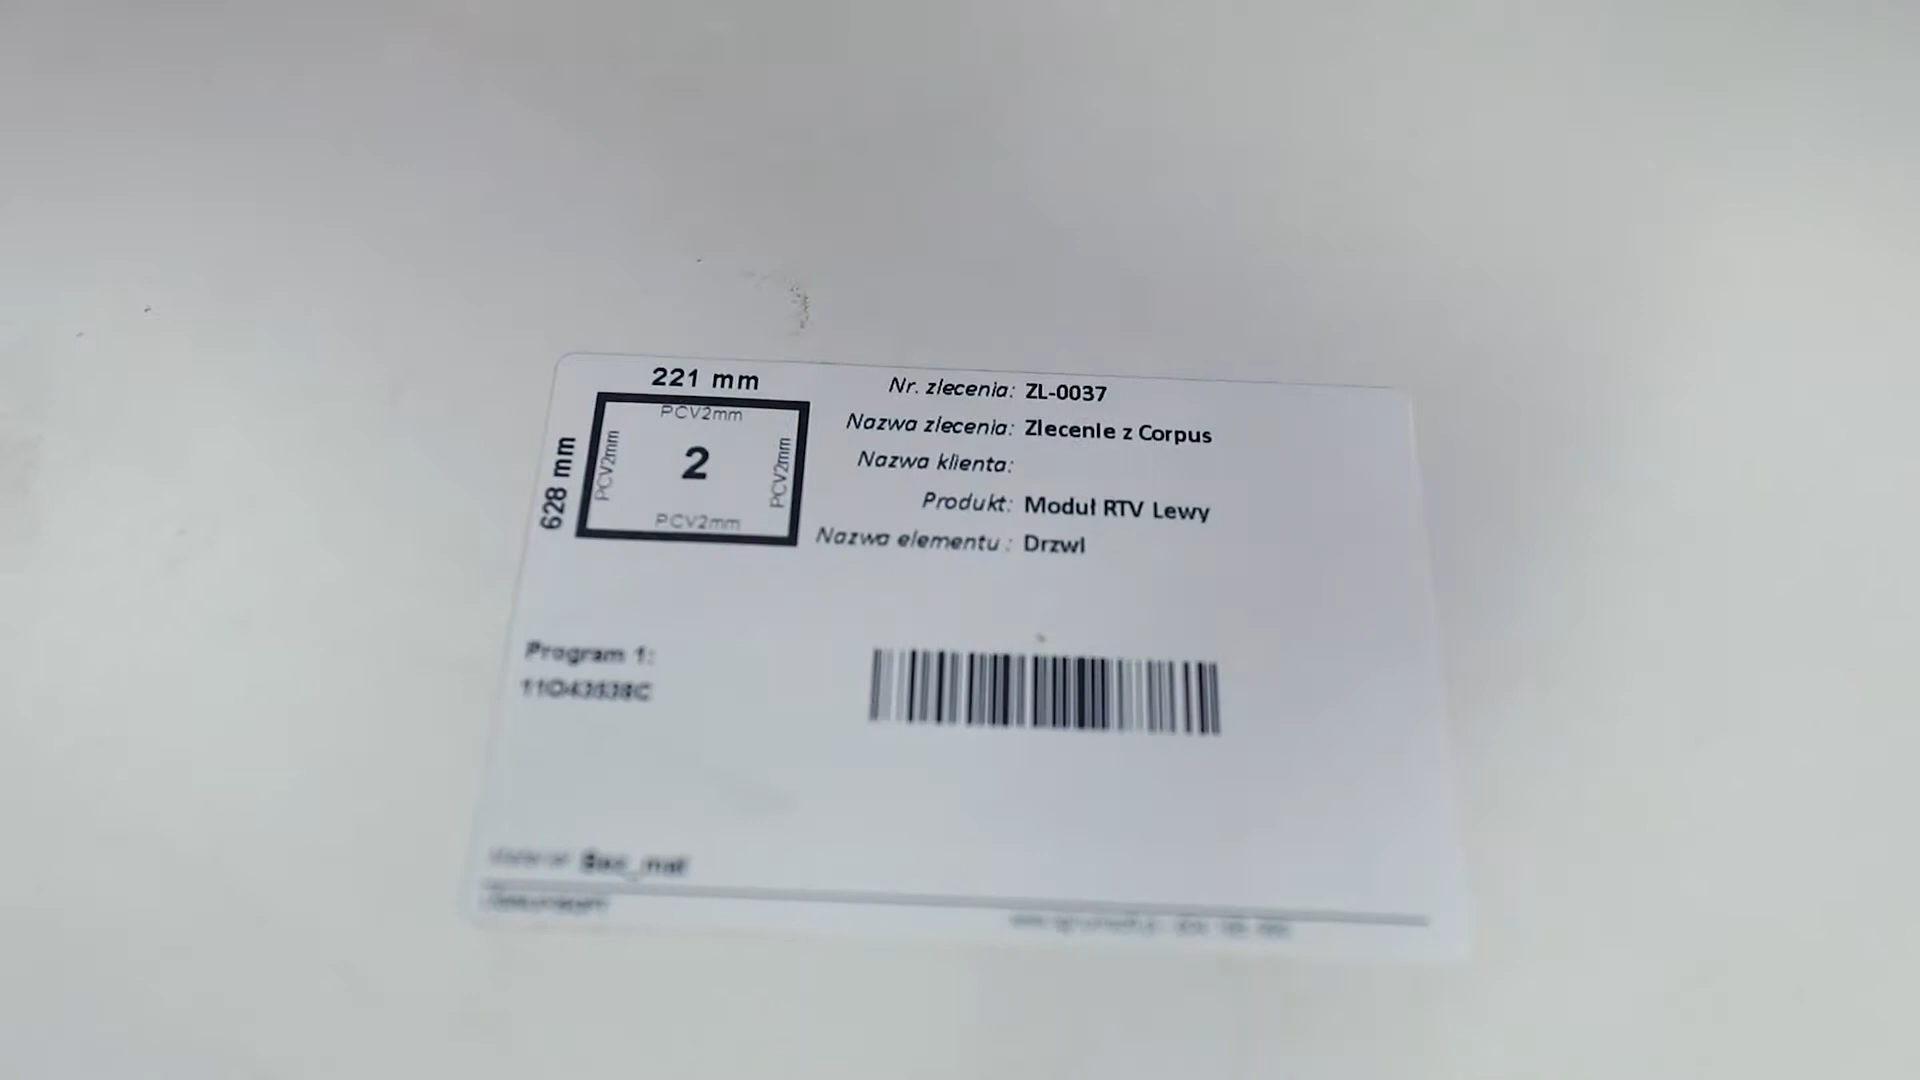 221 mm
PCV2mm
628 mm
PCV2mm
2
PCV2mm
PCV2mm
Nr. zlecenia: ZL-0037
Nazwa zlecenia: Zlecenie z Corpus
Nazwa klienta:
Produkt: Moduł RTV Lewy
Nazwa elementu : Drzwi
Program 1: